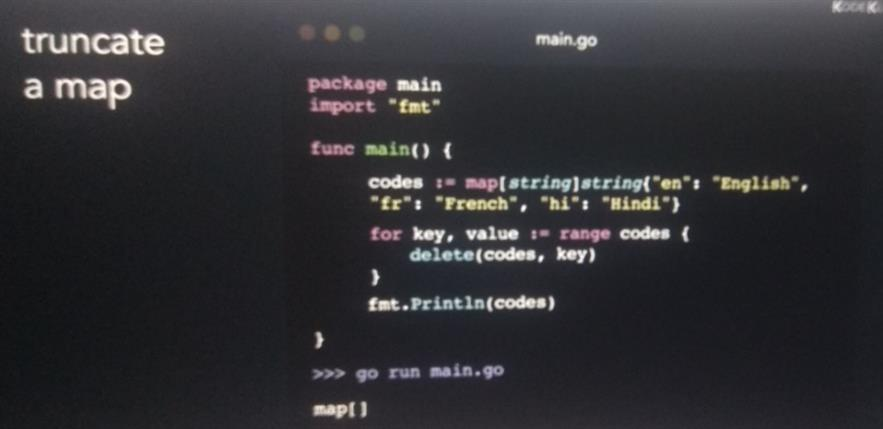 KODEK
truncate
a map
main.go
package main
import "fmt"
func main() {
codes := map[string]string{"en": "English",
"fr": "French", "hi": "Hindi"}
for key, value := range codes {
delete(codes, key)
}
fmt.Println(codes)
}
>>> go run main.go
map[]